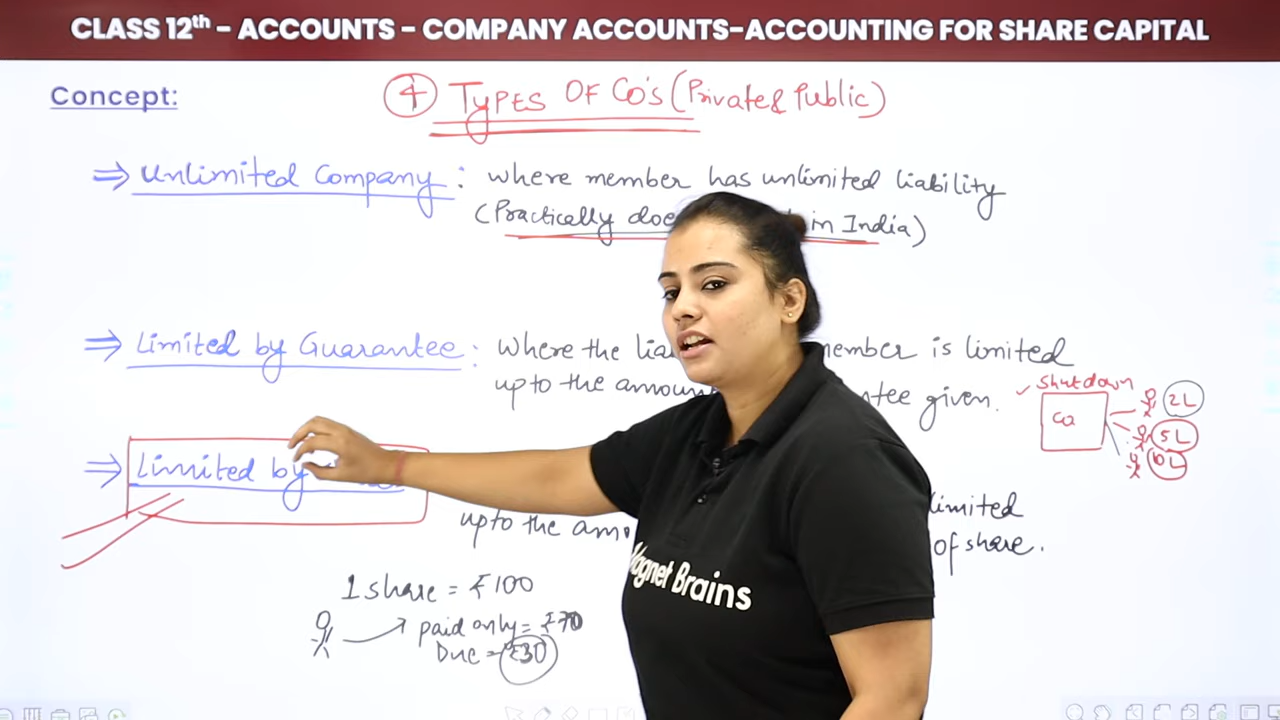 CLASS 12th – ACCOUNTS – COMPANY ACCOUNTS-ACCOUNTING FOR SHARE CAPITAL
Concept:
④ TYPES OF CO'S (Private & Public)
⇒ Unlimited Company : where member has unlimited liability
(Practically in India)
⇒ Limited by Guarantee : where the member is limited
upto the given.
✓ Shutdown
Co
2L
5L
10L
⇒ Limited by
limited
upto the of share.
1 share = ₹100
paid only = ₹70
Due = ₹30
Magnet Brains